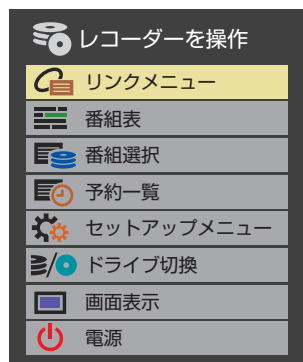 レコーダーを操作
リンクメニュー
番組表
番組選択
予約一覧
セットアップメニュー
ドライブ切換
画面表示
電源